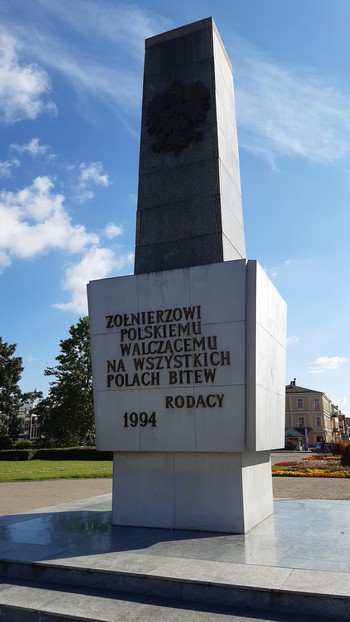 ŻOŁNIERZOWI
POLSKIEMU
WALCZĄCEMU
NA WSZYSTKICH
POLACH BITEW
RODACY
1994